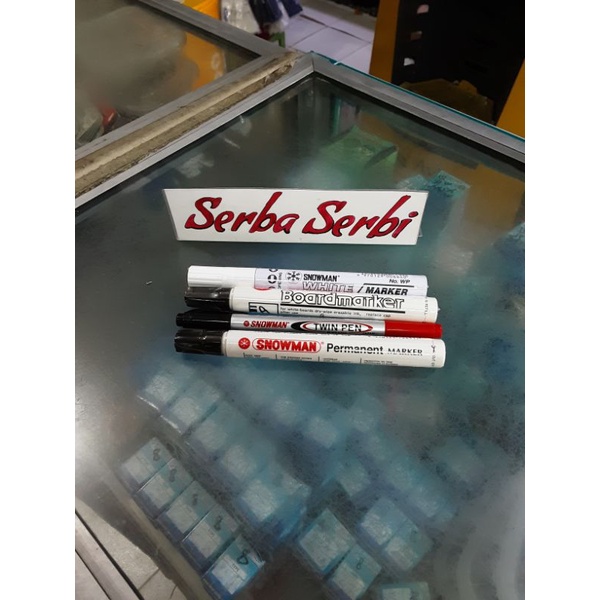 Serba Serbi
SNOWMAN
WHITE / MARKER
No. WP
Boardmarker
SNOWMAN TWIN PEN
SNOWMAN Permanent MARKER